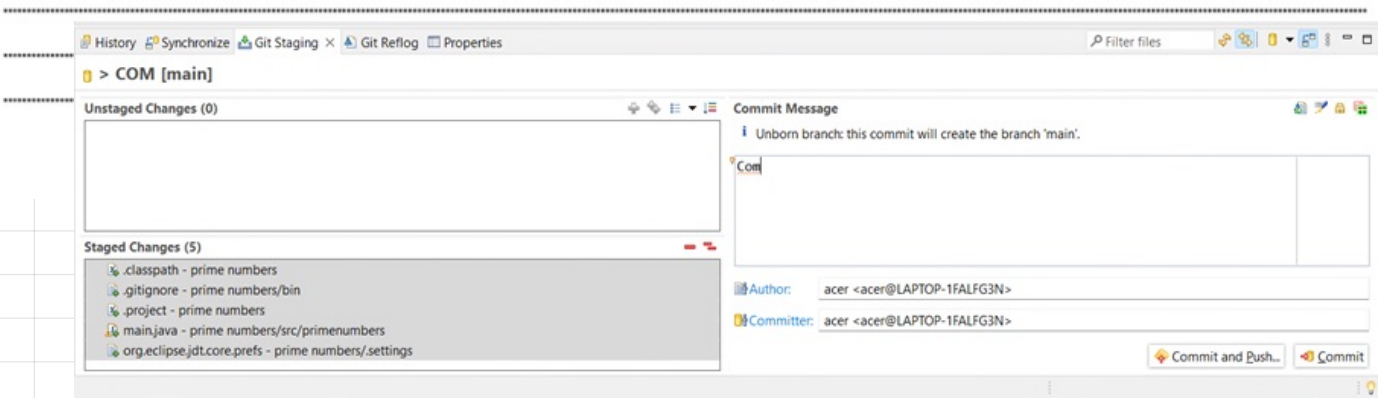 History Synchronize Git Staging Git Reflog Properties Filter files
> COM [main]
Unstaged Changes (0)
Commit Message
Unborn branch: this commit will create the branch 'main'.
Com
Staged Changes (5)
.classpath - prime numbers
.gitignore - prime numbers/bin
.project - prime numbers
main.java - prime numbers/src/primenumbers
org.eclipse.jdt.core.prefs - prime numbers/.settings
Author: acer <acer@LAPTOP-1FALFG3N>
Committer: acer <acer@LAPTOP-1FALFG3N>
Commit and Push... Commit